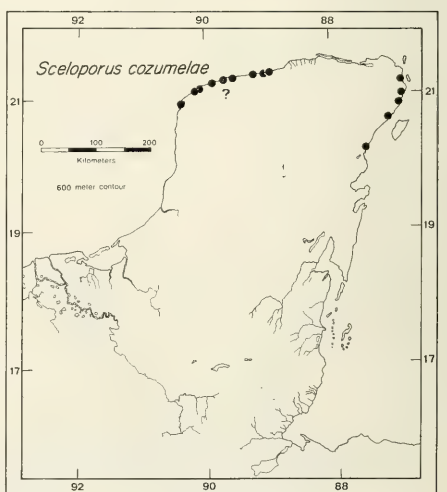 90 88
Sceloporus cozumelae
21 ? 21
0 100 200
Kilometers
600 meter contour
19 19
17 17
92 90 88